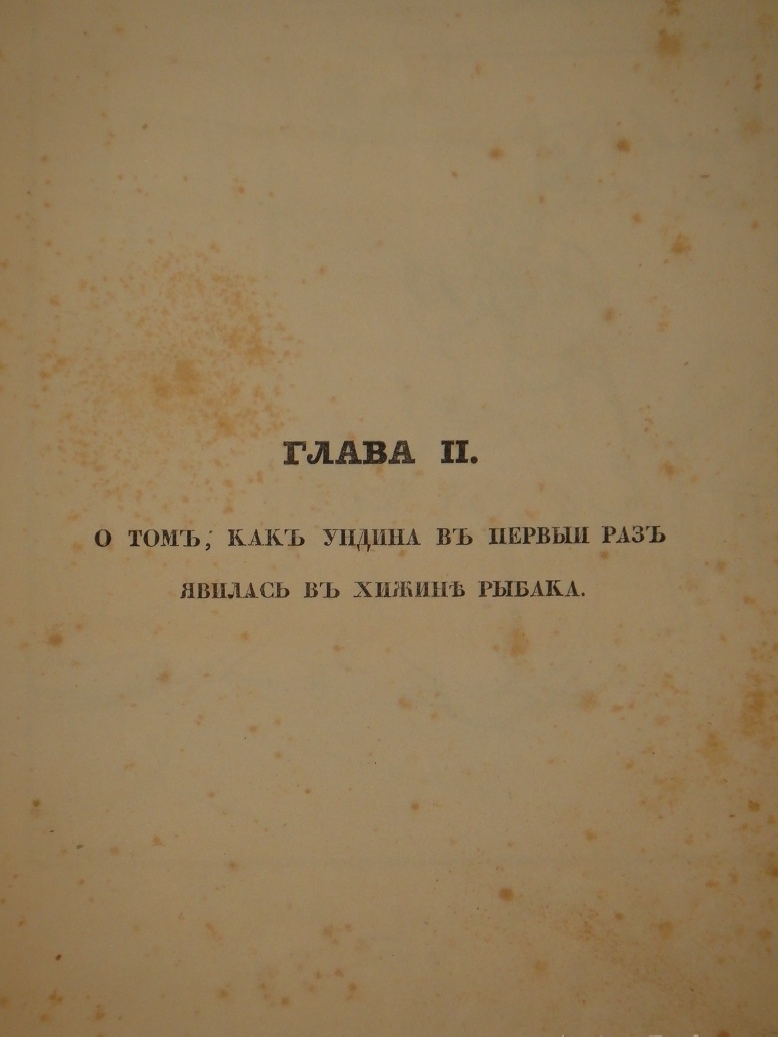 ГЛАВА II.
О ТОМЪ, КАКЪ УНДИНА ВЪ ПЕРВЫЙ РАЗЪ
ЯВИЛАСЬ ВЪ ХИЖИНѢ РЫБАКА.